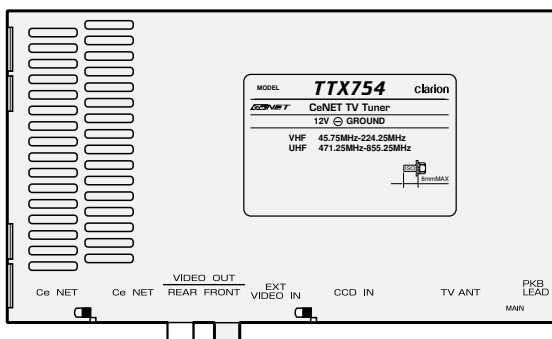 MODEL TTX754 clarion
CeNET CeNET TV Tuner
12V ⊖ GROUND
VHF 45.75MHz-224.25MHz
UHF 471.25MHz-855.25MHz
ISO
8mmMAX
VIDEO OUT
Ce NET Ce NET REAR FRONT EXT VIDEO IN CCD IN TV ANT PKB LEAD
MAIN